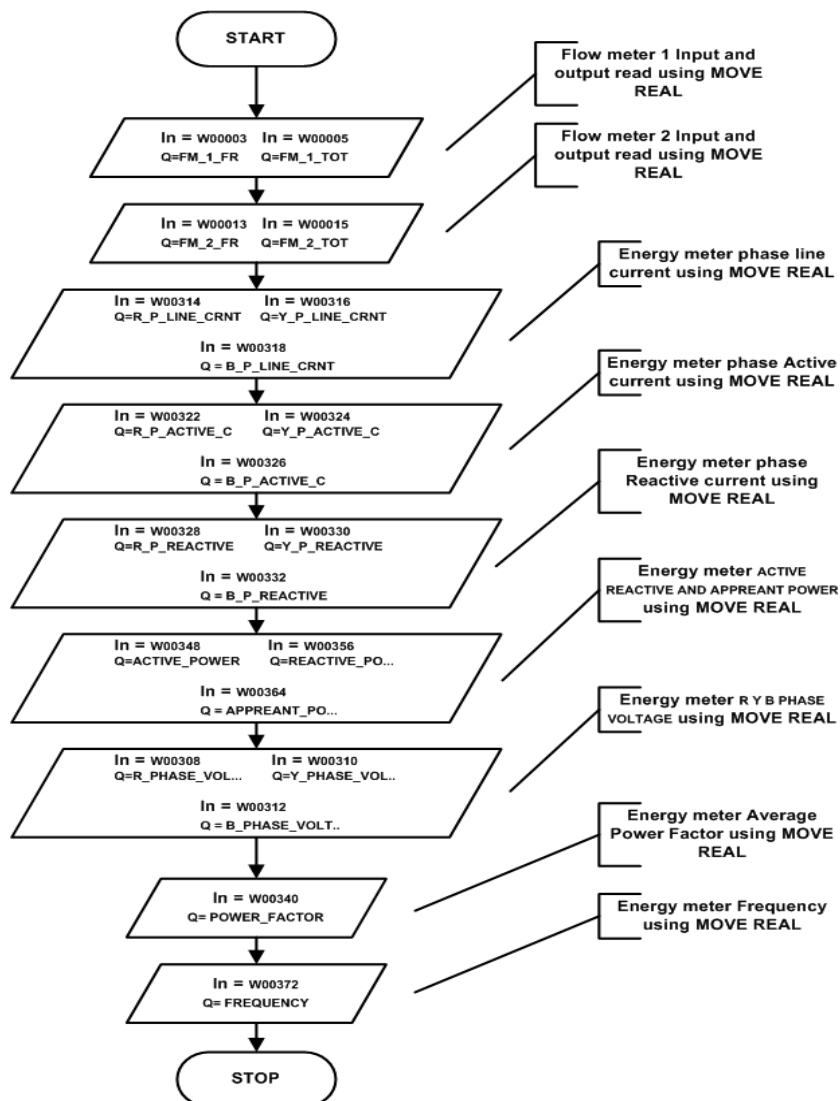 START
Flow meter 1 Input and
output read using MOVE
REAL
In = W00003 In = W00005
Q=FM_1_FR Q=FM_1_TOT
Flow meter 2 Input and
output read using MOVE
REAL
In = W00013 In = W00015
Q=FM_2_FR Q=FM_2_TOT
Energy meter phase line
current using MOVE REAL
In = W00314 In = W00316
Q=R_P_LINE_CRNT Q=Y_P_LINE_CRNT
In = W00318
Q = B_P_LINE_CRNT
Energy meter phase Active
current using MOVE REAL
In = W00322 In = W00324
Q=R_P_ACTIVE_C Q=Y_P_ACTIVE_C
In = W00326
Q = B_P_ACTIVE_C
Energy meter phase
Reactive current using
MOVE REAL
In = W00328 In = W00330
Q=R_P_REACTIVE Q=Y_P_REACTIVE
In = W00332
Q = B_P_REACTIVE
Energy meter ACTIVE
REACTIVE AND APPREANT POWER
using MOVE REAL
In = W00348 In = W00356
Q=ACTIVE_POWER Q=REACTIVE_PO...
In = W00364
Q = APPREANT_PO...
Energy meter R Y B PHASE
VOLTAGE using MOVE REAL
In = W00308 In = W00310
Q=R_PHASE_VOL... Q=Y_PHASE_VOL..
In = W00312
Q = B_PHASE_VOLT..
Energy meter Average
Power Factor using MOVE
REAL
In = W00340
Q= POWER_FACTOR
Energy meter Frequency
using MOVE REAL
In = W00372
Q= FREQUENCY
STOP